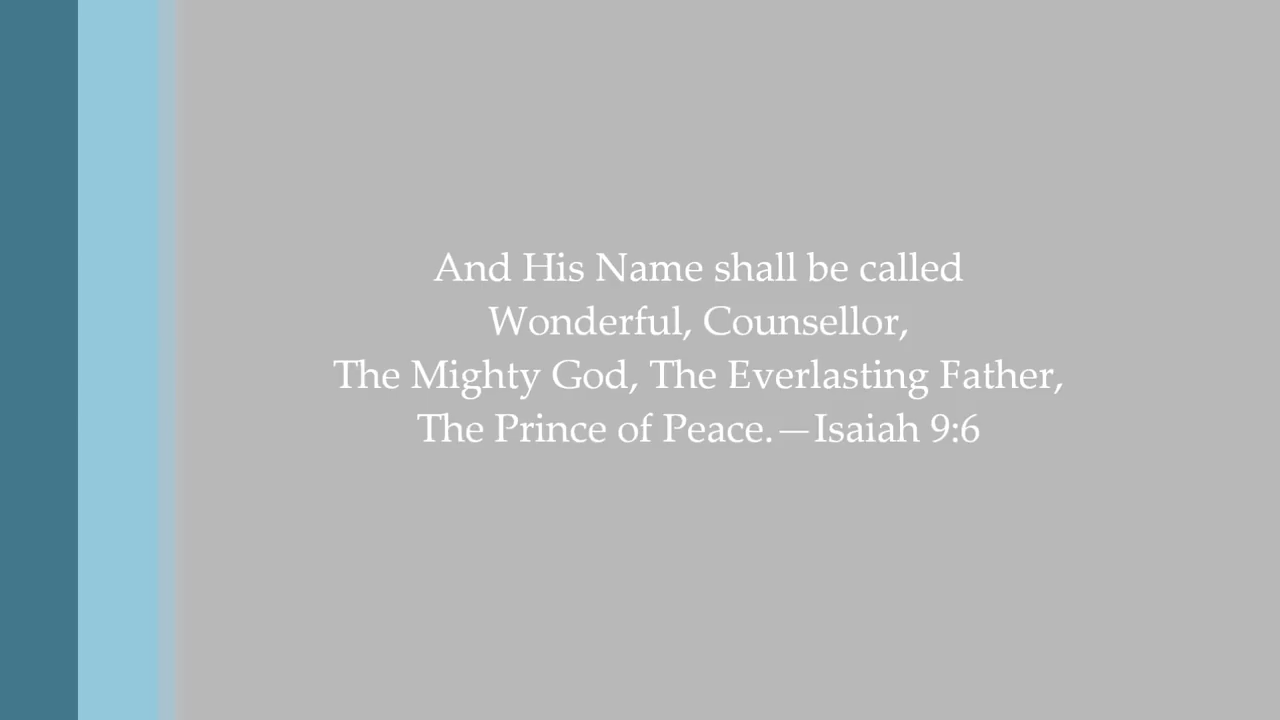 And His Name shall be called
Wonderful, Counsellor,
The Mighty God, The Everlasting Father,
The Prince of Peace.—Isaiah 9:6